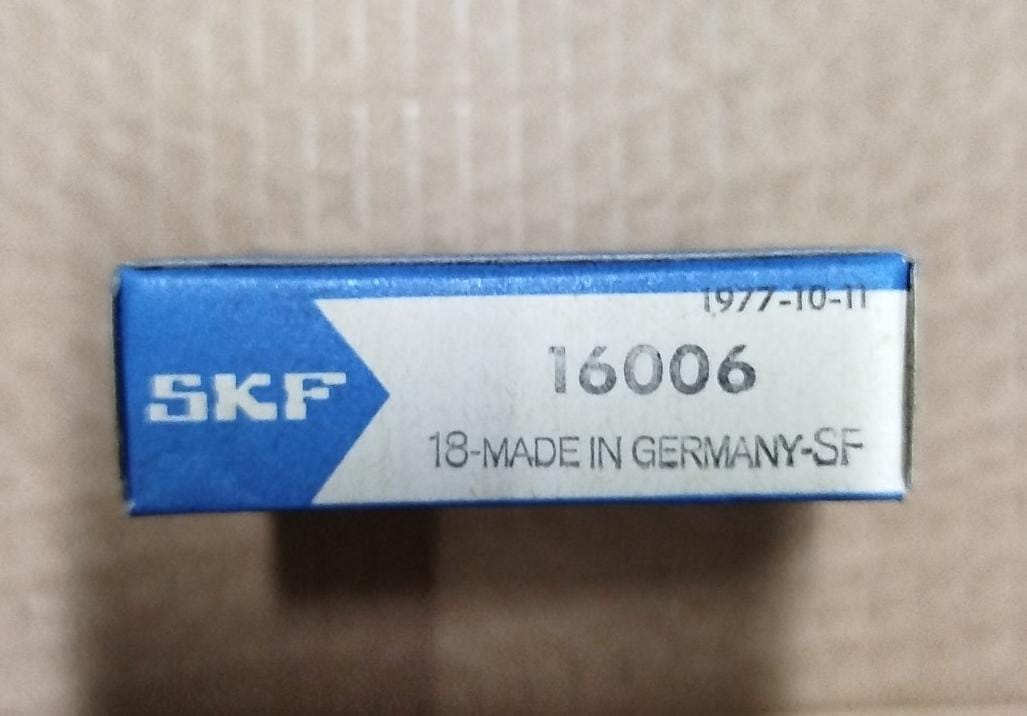 1977-10-11
SKF
16006
18-MADE IN GERMANY-SF